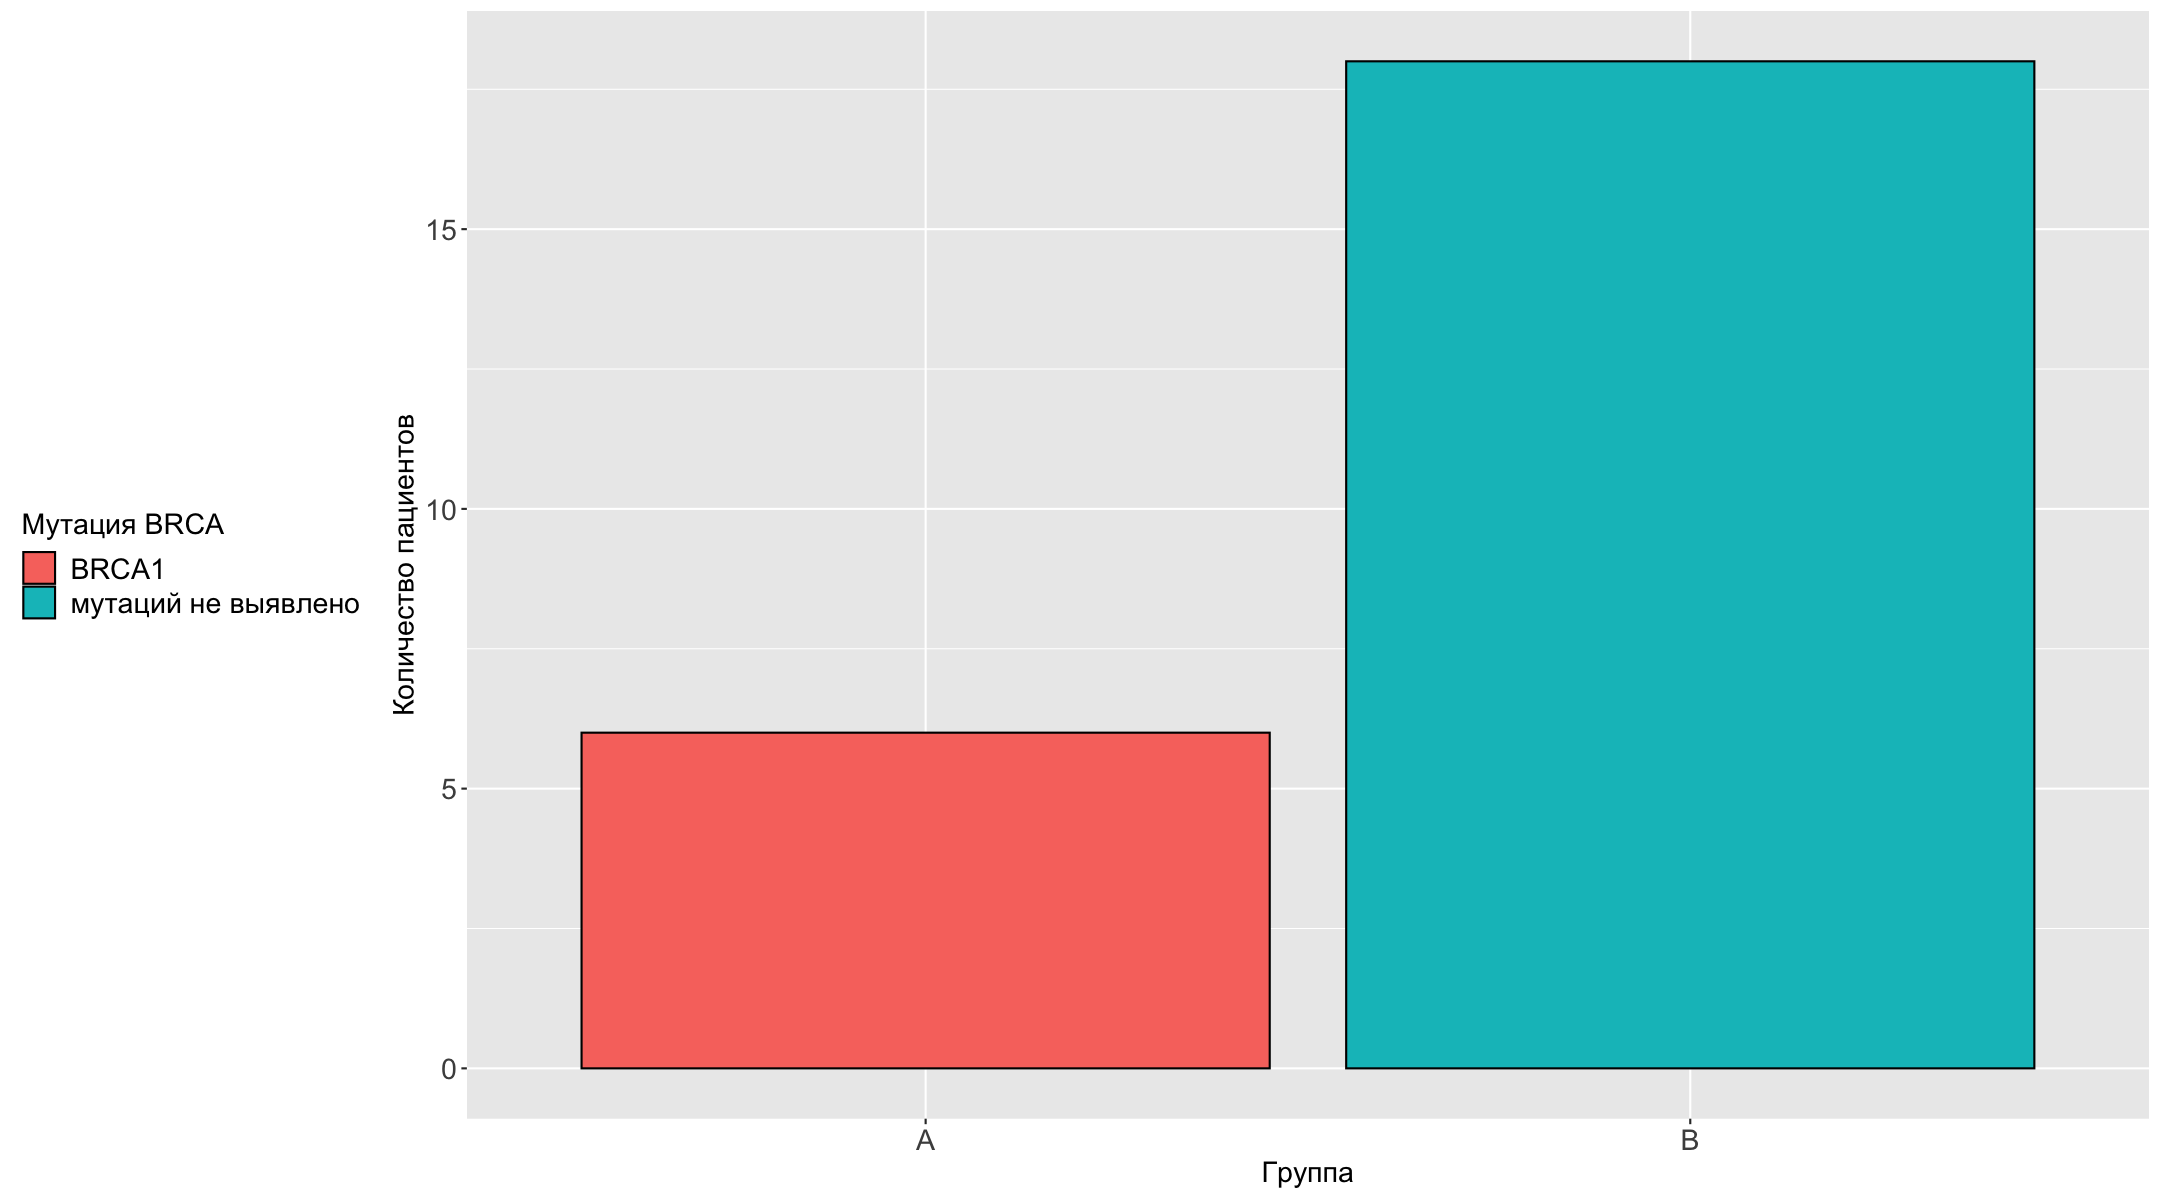 Мутация BRCA
BRCA1
мутаций не выявлено
Количество пациентов
15
10
5
0
A
B
Группа